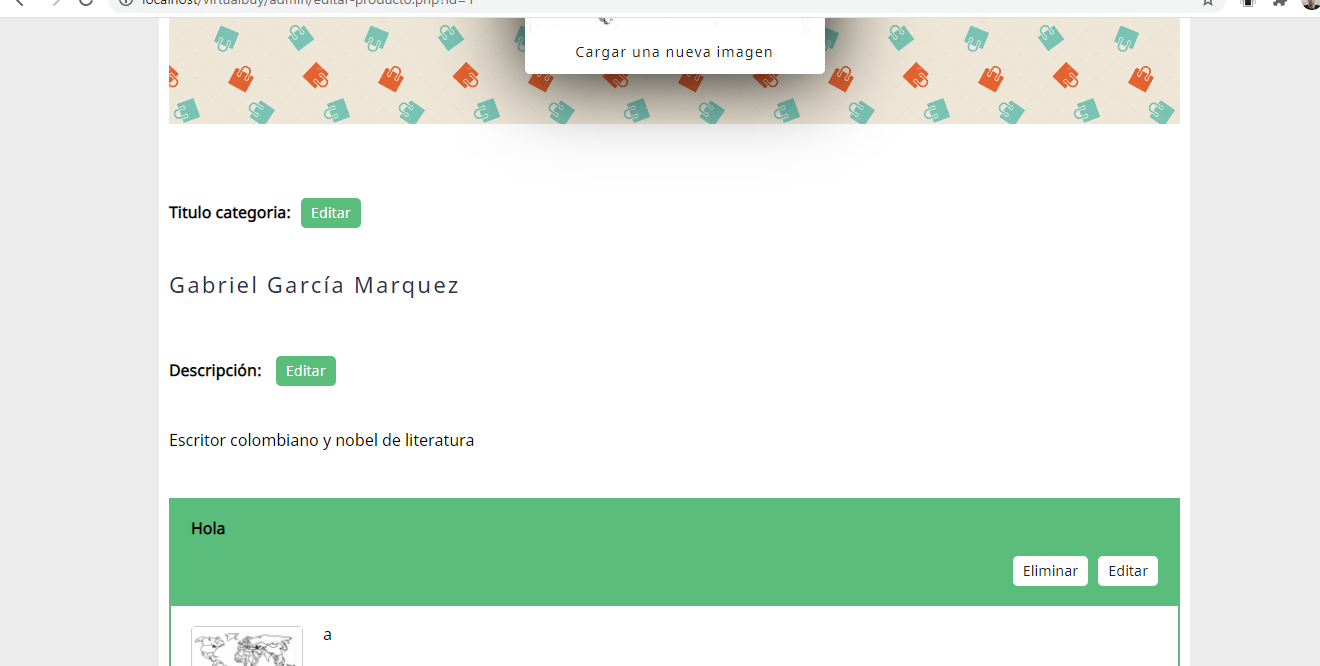 localhost/virtualbuy/admin/editar-producto.php?id=1
Cargar una nueva imagen
Titulo categoria: Editar
Gabriel García Marquez
Descripción: Editar
Escritor colombiano y nobel de literatura
Hola
Eliminar Editar
a